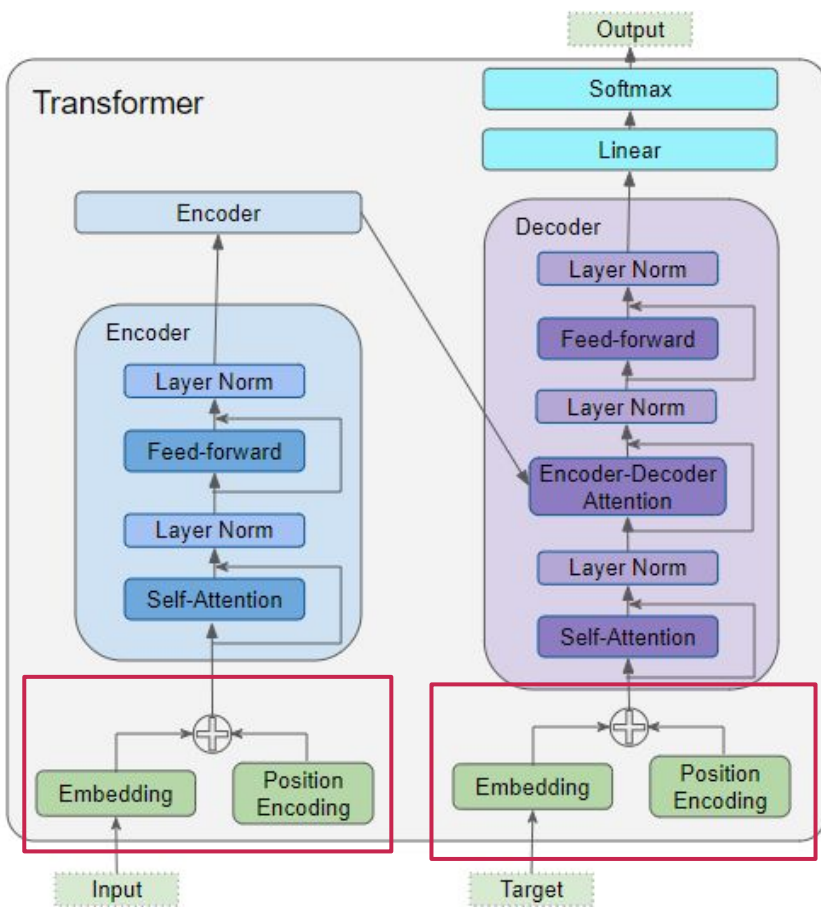 Output
Transformer
Softmax
Linear
Encoder
Encoder
Layer Norm
Feed-forward
Layer Norm
Self-Attention
Decoder
Layer Norm
Feed-forward
Layer Norm
Encoder-Decoder
Attention
Layer Norm
Self-Attention
Embedding
Position
Encoding
Embedding
Position
Encoding
Input
Target